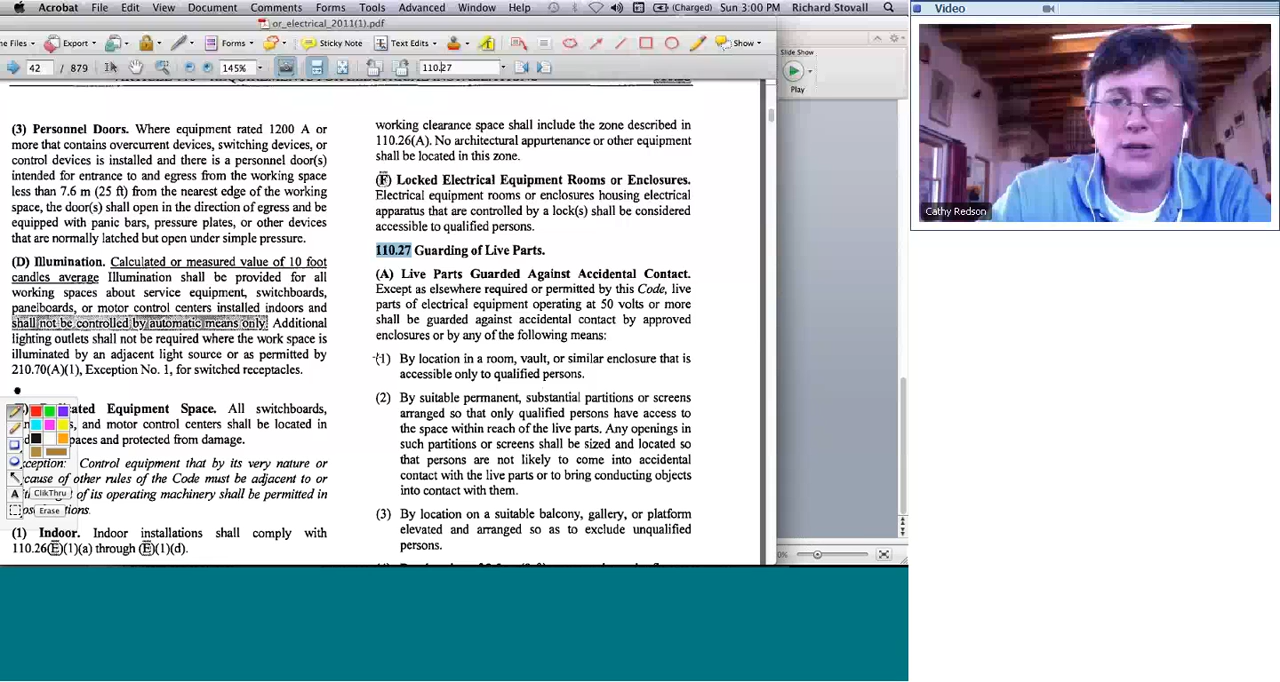 Acrobat File Edit View Document Comments Forms Tools Advanced Window Help (Charged) Sun 3:00 PM Richard Stovall
or_electrical_2011(1).pdf
ne Files Export Forms Sticky Note Text Edits Show
42 / 879 145% 110.27
(3) Personnel Doors. Where equipment rated 1200 A or
more that contains overcurrent devices, switching devices, or
control devices is installed and there is a personnel door(s)
intended for entrance to and egress from the working space
less than 7.6 m (25 ft) from the nearest edge of the working
space, the door(s) shall open in the direction of egress and be
equipped with panic bars, pressure plates, or other devices
that are normally latched but open under simple pressure.
(D) Illumination. Calculated or measured value of 10 foot
candles average Illumination shall be provided for all
working spaces about service equipment, switchboards,
panelboards, or motor control centers installed indoors and
shall not be controlled by automatic means only. Additional
lighting outlets shall not be required where the work space is
illuminated by an adjacent light source or as permitted by
210.70(A)(1), Exception No. 1, for switched receptacles.
cated Equipment Space. All switchboards,
and motor control centers shall be located in
paces and protected from damage.
xception: Control equipment that by its very nature or
cause of other rules of the Code must be adjacent to or
of its operating machinery shall be permitted in
(1) Indoor. Indoor installations shall comply with
110.26(E)(1)(a) through (E)(1)(d).
ClikThru
Erase
working clearance space shall include the zone described in
110.26(A). No architectural appurtenance or other equipment
shall be located in this zone.
(F) Locked Electrical Equipment Rooms or Enclosures.
Electrical equipment rooms or enclosures housing electrical
apparatus that are controlled by a lock(s) shall be considered
accessible to qualified persons.
110.27 Guarding of Live Parts.
(A) Live Parts Guarded Against Accidental Contact.
Except as elsewhere required or permitted by this Code, live
parts of electrical equipment operating at 50 volts or more
shall be guarded against accidental contact by approved
enclosures or by any of the following means:
(1) By location in a room, vault, or similar enclosure that is
accessible only to qualified persons.
(2) By suitable permanent, substantial partitions or screens
arranged so that only qualified persons have access to
the space within reach of the live parts. Any openings in
such partitions or screens shall be sized and located so
that persons are not likely to come into accidental
contact with the live parts or to bring conducting objects
into contact with them.
(3) By location on a suitable balcony, gallery, or platform
elevated and arranged so as to exclude unqualified
persons.
Slide Show
Play
0%
Video
Cathy Redson